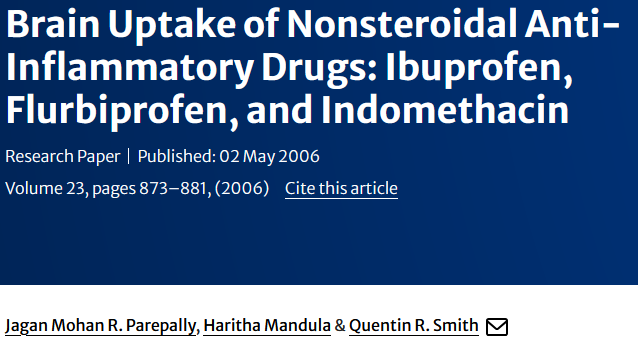 Brain Uptake of Nonsteroidal Anti-
Inflammatory Drugs: Ibuprofen,
Flurbiprofen, and Indomethacin
Research Paper | Published: 02 May 2006
Volume 23, pages 873–881, (2006) Cite this article
Jagan Mohan R. Parepally, Haritha Mandula & Quentin R. Smith